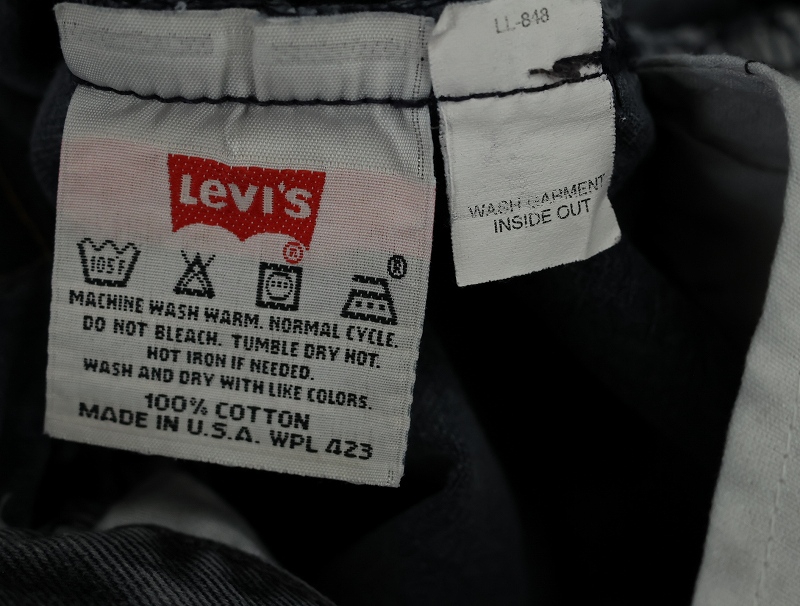 LL-848
WASH GARMENT
INSIDE OUT
Levi's
®
105F
®
MACHINE WASH WARM. NORMAL CYCLE.
DO NOT BLEACH. TUMBLE DRY HOT.
HOT IRON IF NEEDED.
WASH AND DRY WITH LIKE COLORS.
100% COTTON
MADE IN U.S.A. WPL 423